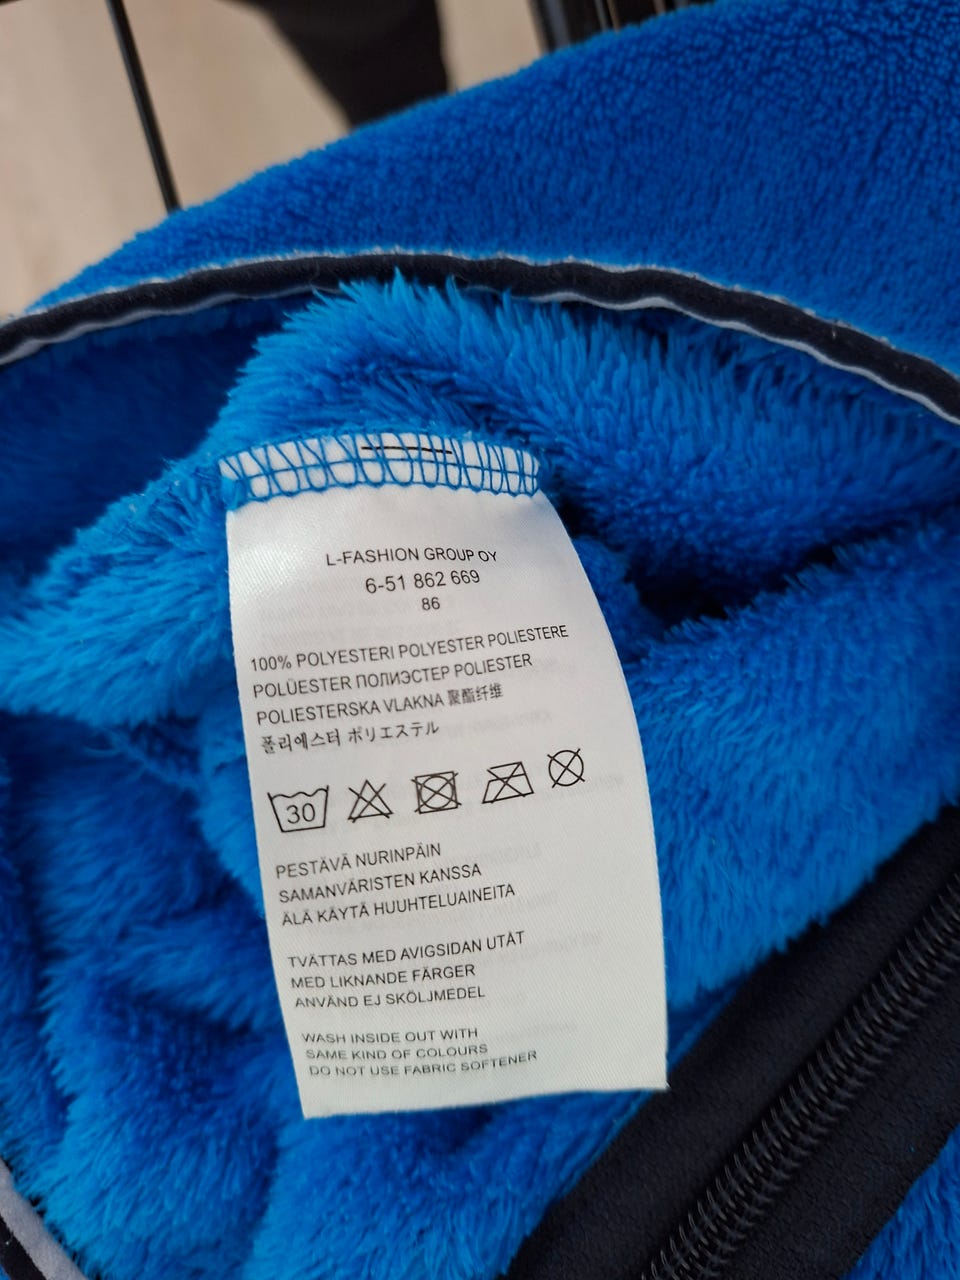 L-FASHION GROUP OY
6-51 862 669
86
100% POLYESTERI POLYESTER POLIESTERE
POLÜESTER ПОЛИЭСТЕР POLIESTER
POLIESTERSKA VLAKNA 聚酯纤维
폴리에스터 ポリエステル
30
PESTÄVÄ NURINPÄIN
SAMANVÄRISTEN KANSSA
ÄLÄ KÄYTÄ HUUHTELUAINEITA
TVÄTTAS MED AVIGSIDAN UTÅT
MED LIKNANDE FÄRGER
ANVÄND EJ SKÖLJMEDEL
WASH INSIDE OUT WITH
SAME KIND OF COLOURS
DO NOT USE FABRIC SOFTENER